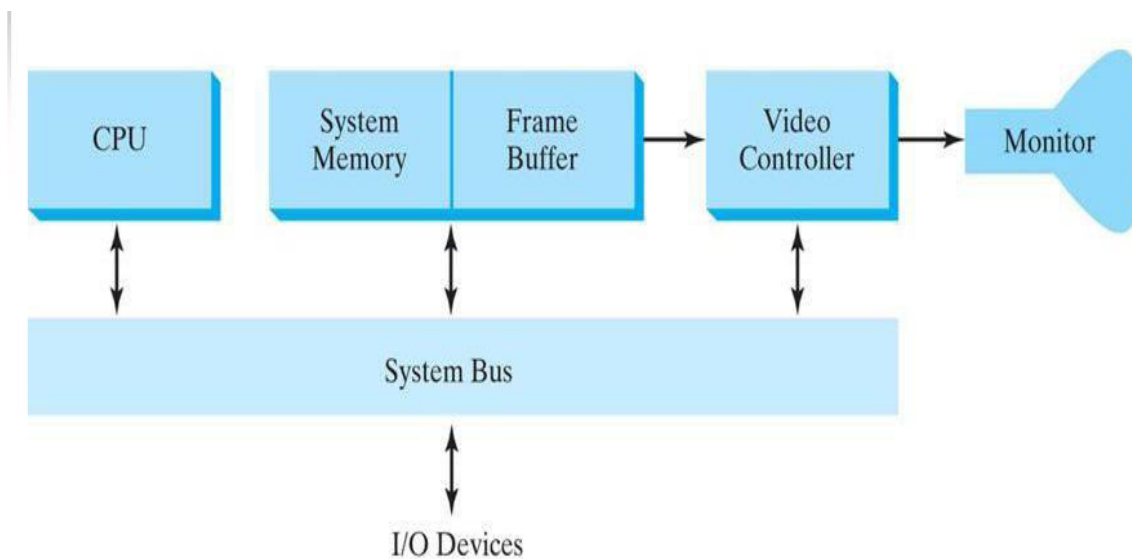 CPU
System
Memory
Frame
Buffer
Video
Controller
Monitor
System Bus
I/O Devices